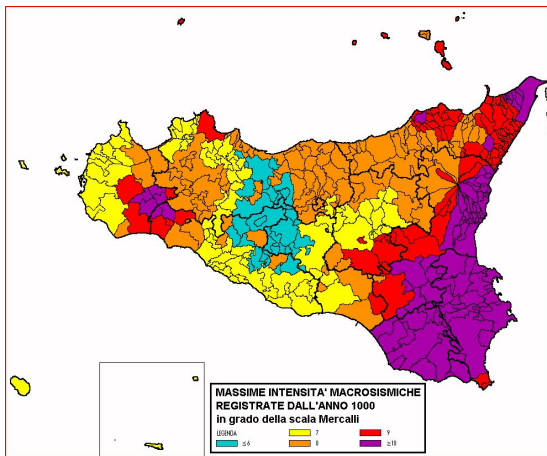 MASSIME INTENSITA' MACROSISMICHE
REGISTRATE DALL'ANNO 1000
in grado della scala Mercalli
LEGENDA
7
9
≤6
8
≥10